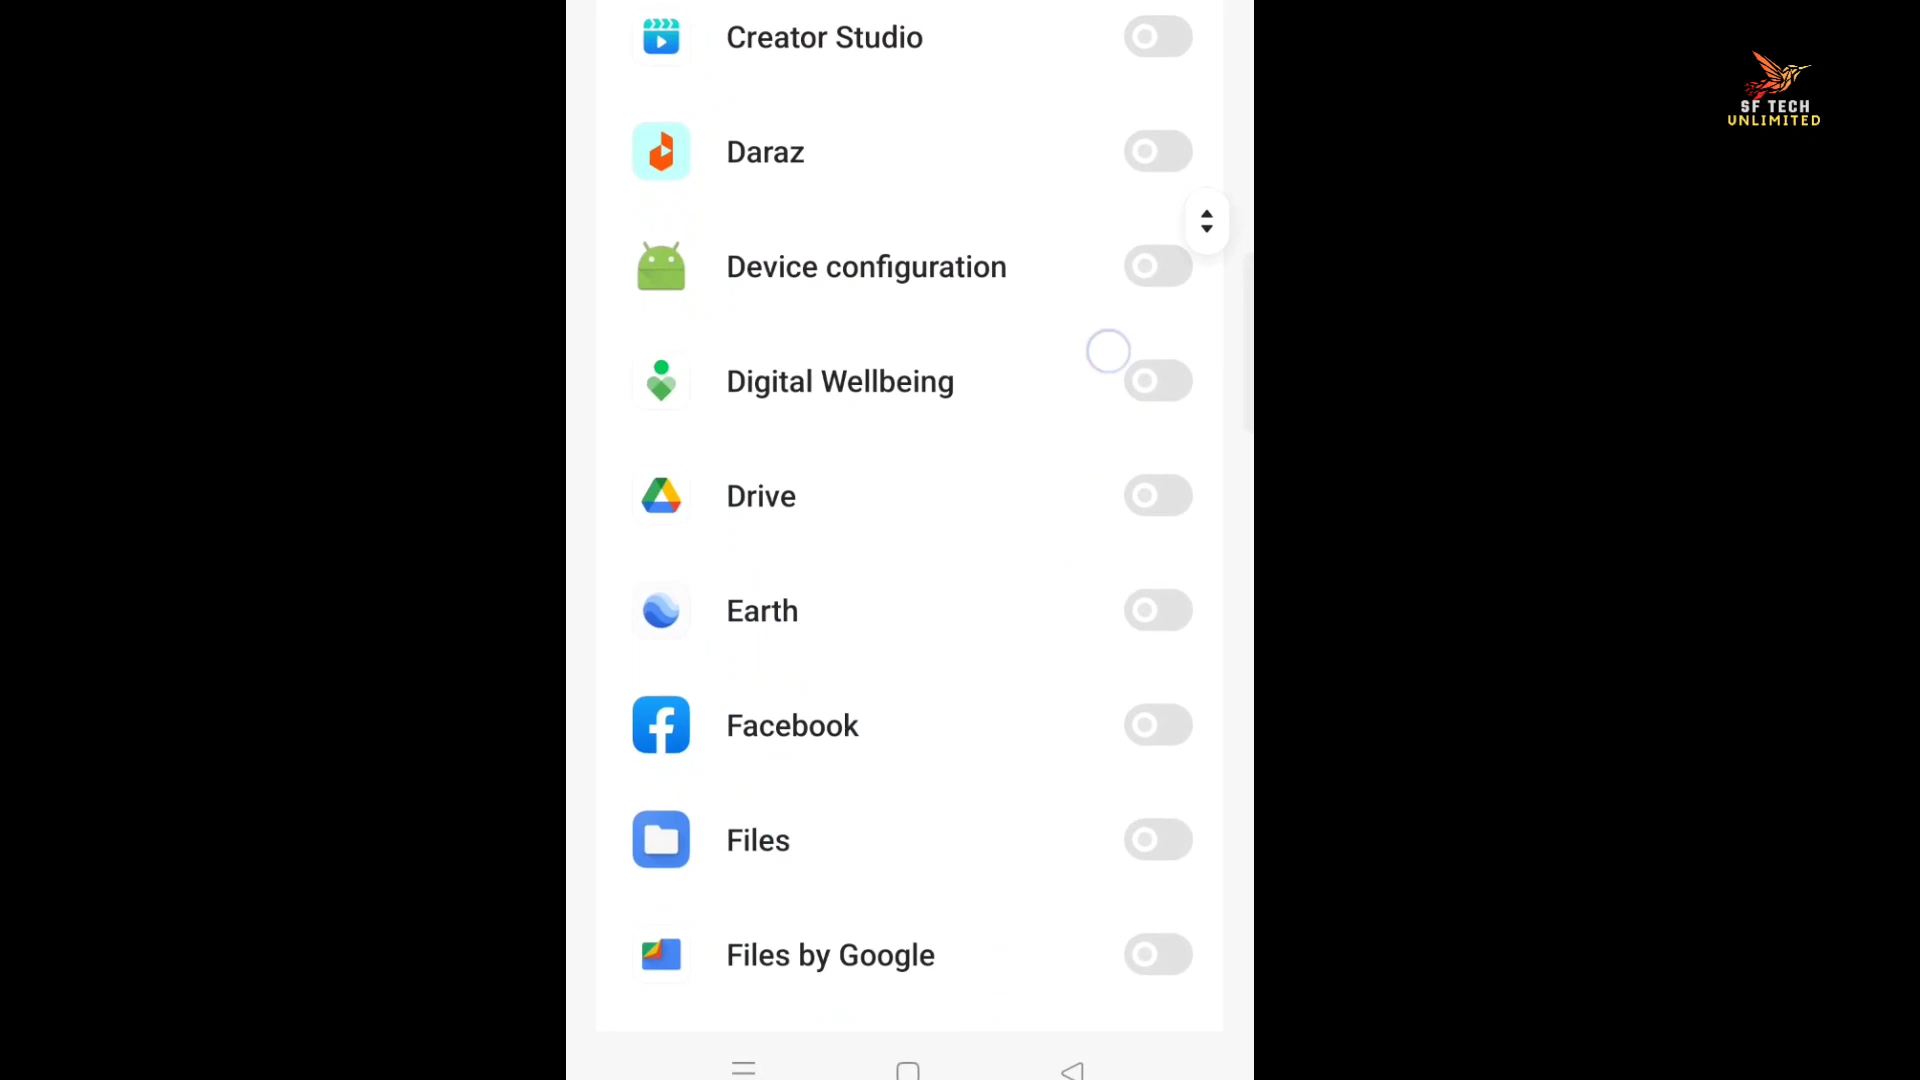 Creator Studio
SF TECH
UNLIMITED
Daraz
Device configuration
Digital Wellbeing
Drive
Earth
Facebook
Files
Files by Google